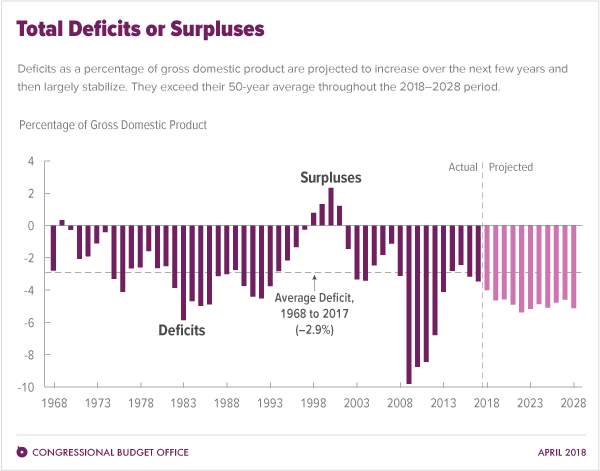 Total Deficits or Surpluses
Deficits as a percentage of gross domestic product are projected to increase over the next few years and
then largely stabilize. They exceed their 50-year average throughout the 2018–2028 period.
Percentage of Gross Domestic Product
4
Actual
Projected
Surpluses
2
0
-2
Average Deficit,
1968 to 2017
(−2.9%)
-4
Deficits
-6
-8
-10
1968 1973 1978 1983 1988 1993 1998 2003 2008 2013 2018 2023 2028
CONGRESSIONAL BUDGET OFFICE
APRIL 2018